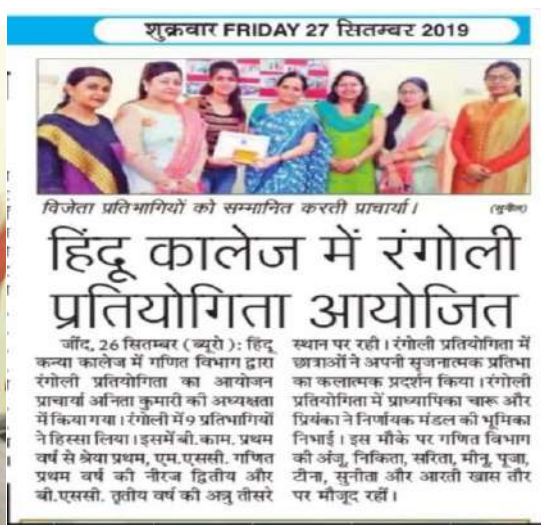 शुक्रवार FRIDAY 27 सितम्बर 2019
विजेता प्रतिभागियों को सम्मानित करती प्राचार्या। (सुनील)
हिंदू कालेज में रंगोली
प्रतियोगिता आयोजित
जींद, 26 सितम्बर (ब्यूरो): हिंदू
कन्या कालेज में गणित विभाग द्वारा
रंगोली प्रतियोगिता का आयोजन
प्राचार्या अनिता कुमारी की अध्यक्षता
में किया गया। रंगोली में 9 प्रतिभागियों
ने हिस्सा लिया। इसमें बी.काम. प्रथम
वर्ष से श्रेया प्रथम, एम.एससी. गणित
प्रथम वर्ष की नीरज द्वितीय और
बी.एससी. तृतीय वर्ष की अन्नु तीसरे
स्थान पर रही। रंगोली प्रतियोगिता में
छात्राओं ने अपनी सृजनात्मक प्रतिभा
का कलात्मक प्रदर्शन किया। रंगोली
प्रतियोगिता में प्राध्यापिका चारू और
प्रियंका ने निर्णायक मंडल की भूमिका
निभाई। इस मौके पर गणित विभाग
की अंजू, निकिता, सरिता, मीनू, पूजा,
टीना, सुनीता और आरती खास तौर
पर मौजूद रहीं।